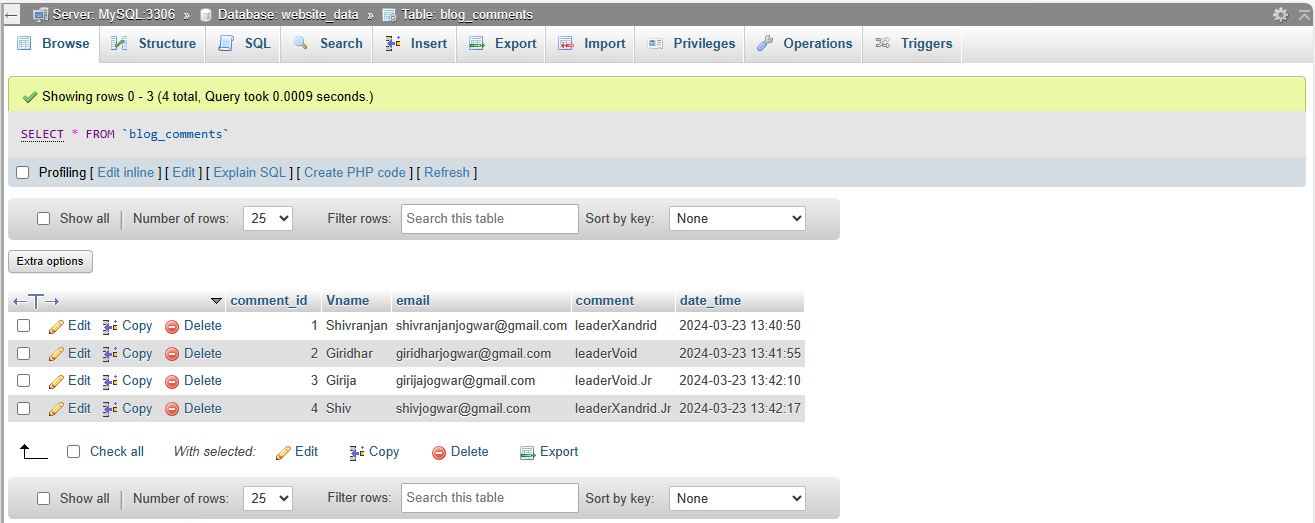 Server: MySQL:3306 » Database: website_data » Table: blog_comments
Browse Structure SQL Search Insert Export Import Privileges Operations Triggers
Showing rows 0 - 3 (4 total, Query took 0.0009 seconds.)
SELECT * FROM `blog_comments`
Profiling [ Edit inline ] [ Edit ] [ Explain SQL ] [ Create PHP code ] [ Refresh ]
Show all Number of rows: 25 Filter rows: Search this table Sort by key: None
Extra options
comment_id Vname email comment date_time
Edit Copy Delete 1 Shivranjan shivranjanjogwar@gmail.com leaderXandrid 2024-03-23 13:40:50
Edit Copy Delete 2 Giridhar giridharjogwar@gmail.com leaderVoid 2024-03-23 13:41:55
Edit Copy Delete 3 Girija girijajogwar@gmail.com leaderVoid.Jr 2024-03-23 13:42:10
Edit Copy Delete 4 Shiv shivjogwar@gmail.com leaderXandrid.Jr 2024-03-23 13:42:17
Check all With selected: Edit Copy Delete Export
Show all Number of rows: 25 Filter rows: Search this table Sort by key: None